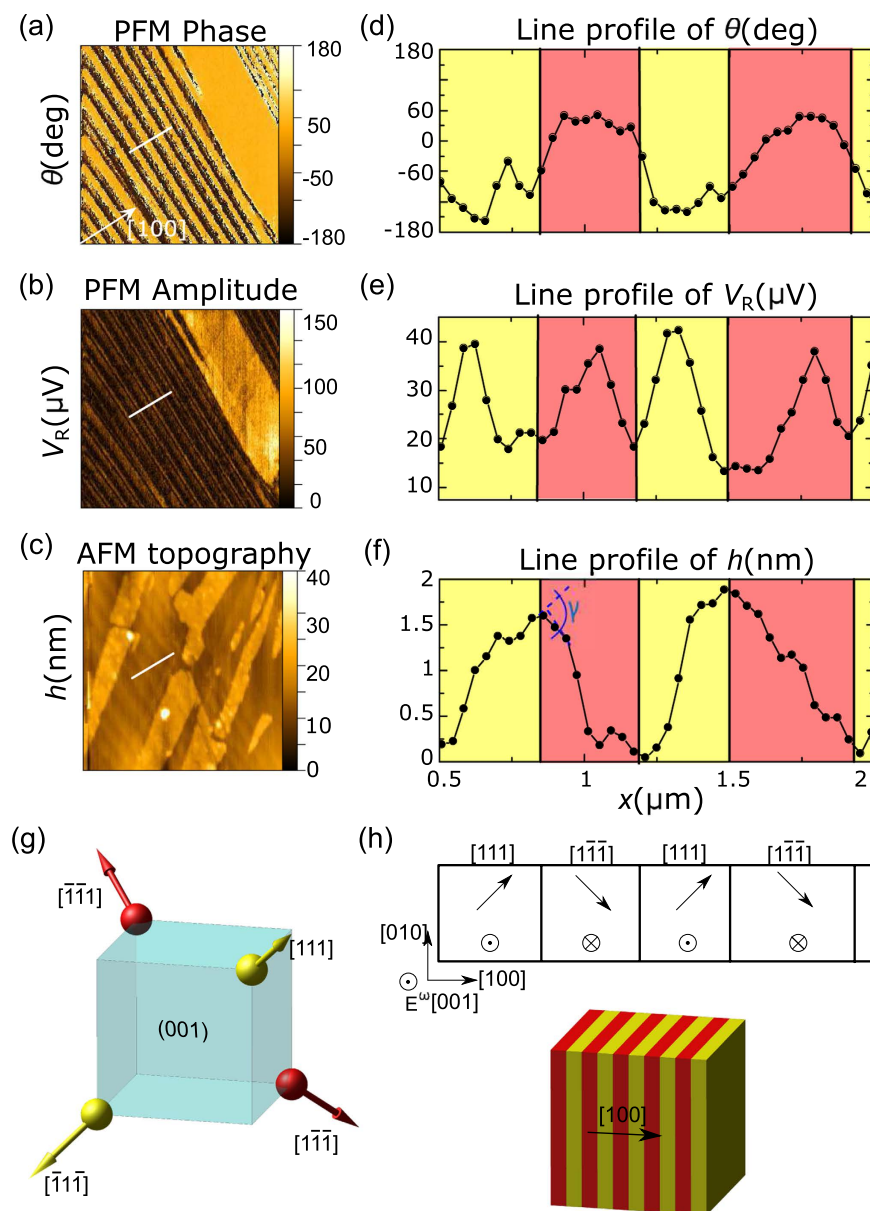 (a)
PFM Phase
180
50
-50
-180
θ(deg)
[100]
(d)
Line profile of θ(deg)
180
60
0
-60
-180
(b)
PFM Amplitude
150
100
50
0
V_R(µV)
(e)
Line profile of V_R(µV)
40
30
20
10
(c)
AFM topography
40
30
20
10
0
h(nm)
(f)
Line profile of h(nm)
γ
2
1.5
1
0.5
0
0.5
1
1.5
2
x(µm)
(g)
[1̅1̅1]
[111]
(001)
[11̅1̅]
[1̅11̅]
(h)
[111] [11̅1̅] [111] [11̅1̅]
[010]
[100]
E^ω[001]
[100]